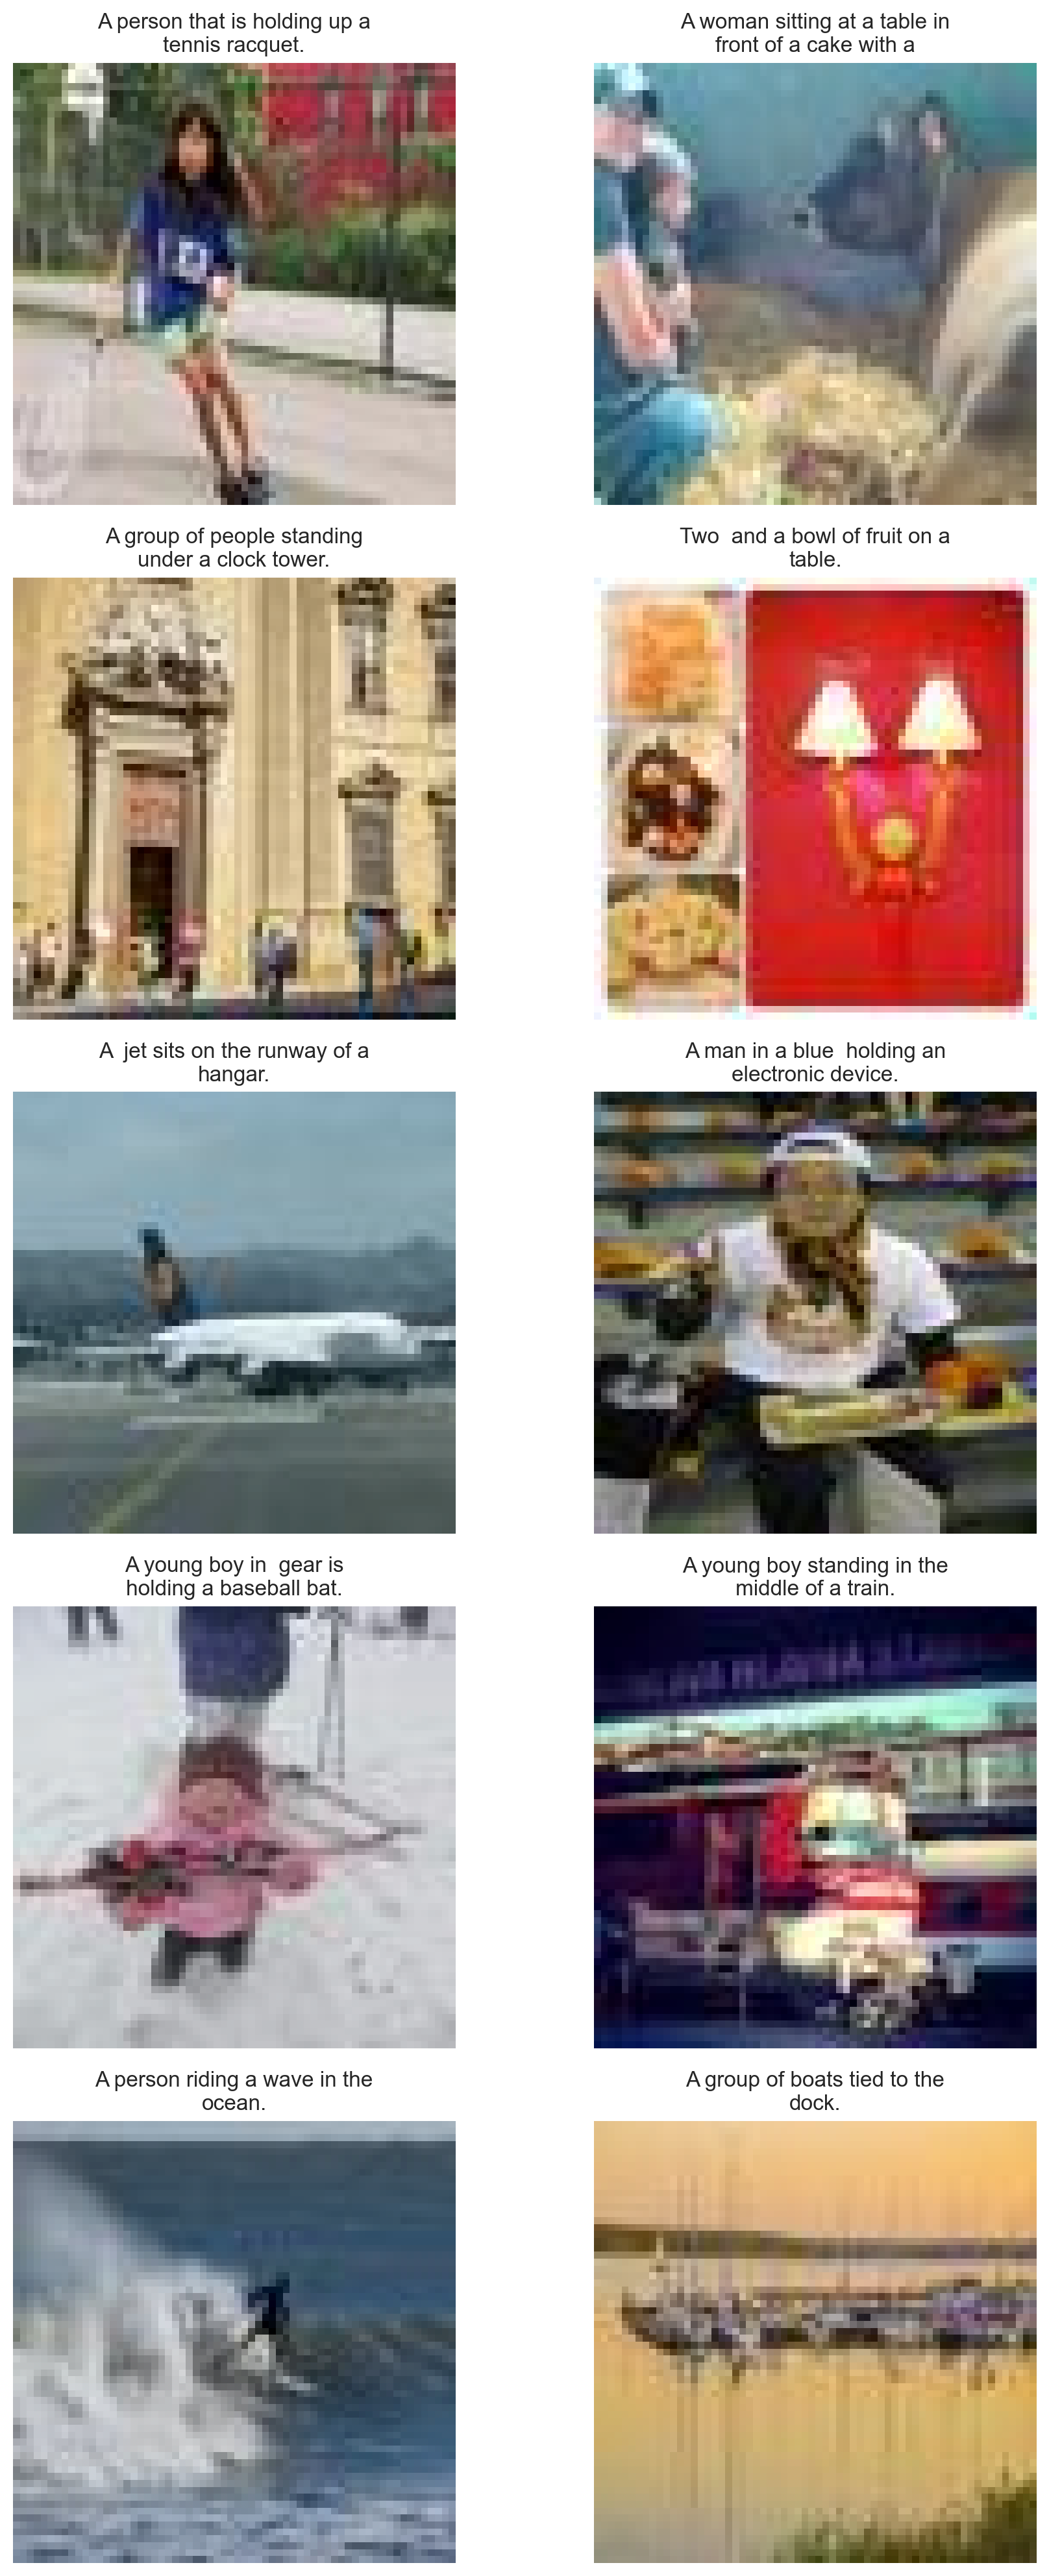 A person that is holding up a
tennis racquet.
A woman sitting at a table in
front of a cake with a
A group of people standing
under a clock tower.
Two  and a bowl of fruit on a
table.
A  jet sits on the runway of a
hangar.
A man in a blue  holding an
electronic device.
A young boy in  gear is
holding a baseball bat.
A young boy standing in the
middle of a train.
A person riding a wave in the
ocean.
A group of boats tied to the
dock.